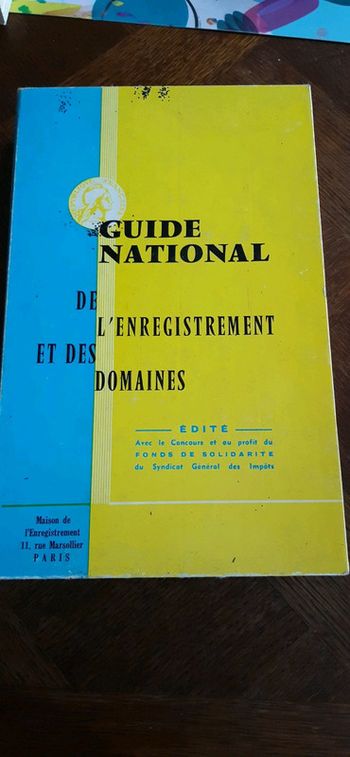 GUIDE
NATIONAL
DE
L'ENREGISTREMENT
ET DES
DOMAINES
ÉDITÉ
Avec le Concours et au profit du
FONDS DE SOLIDARITE
du Syndicat Général des Impôts
Maison de
l'Enregistrement
11, rue Marsollier
PARIS